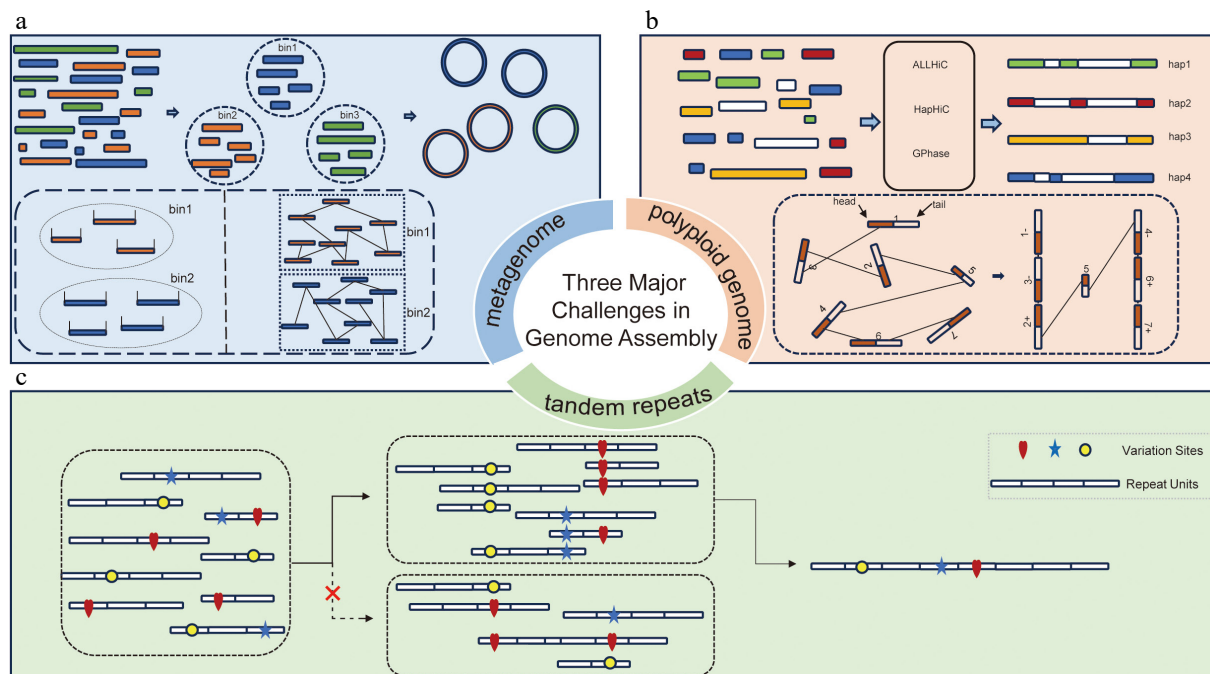 a
bin1
bin2
bin3
bin1
bin2
bin1
bin2
b
ALLHiC
HapHiC
GPhase
hap1
hap2
hap3
hap4
head
tail
1
2
3
4
5
6
7
1-
3-
2+
5
4-
6+
7+
metagenome
polyploid genome
tandem repeats
Three Major
Challenges in
Genome Assembly
c
Variation Sites
Repeat Units